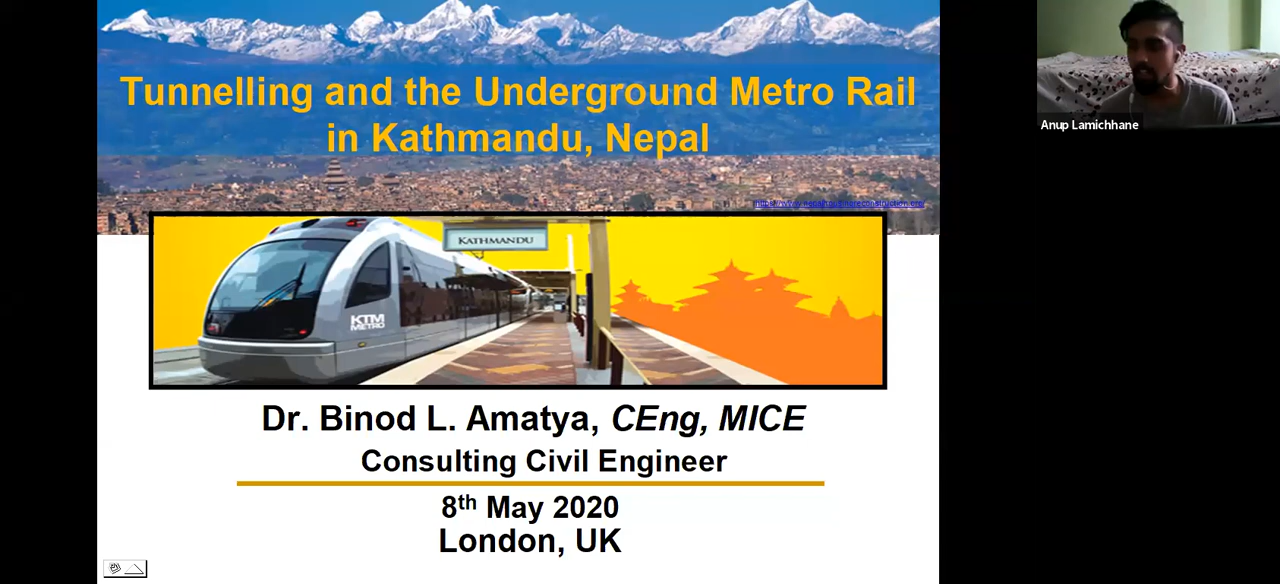 Tunnelling and the Underground Metro Rail
in Kathmandu, Nepal
KATHMANDU
KTM
METRO
Dr. Binod L. Amatya, CEng, MICE
Consulting Civil Engineer
8th May 2020
London, UK
Anup Lamichhane